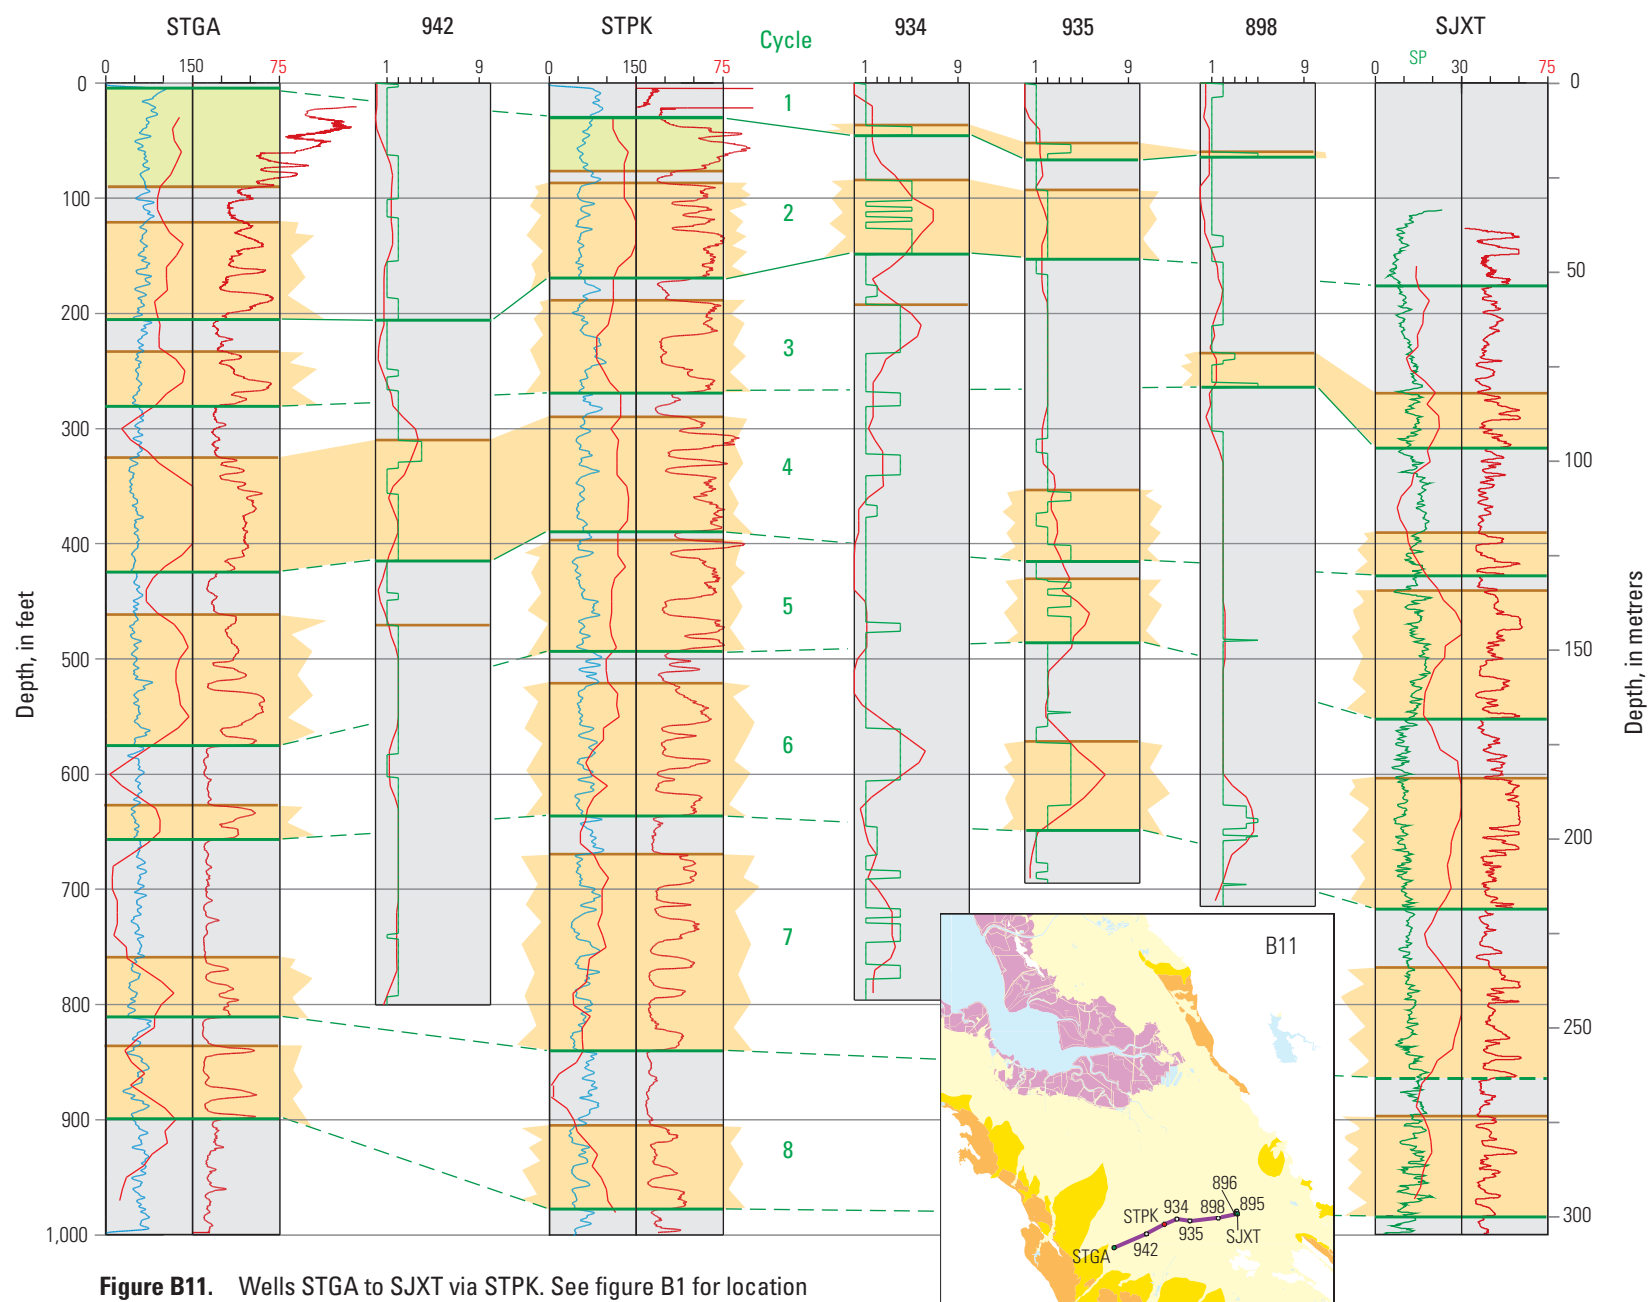 STGA 942 STPK Cycle 934 935 898 SJXT
SP
0 150 75 1 9 0 150 75 1 9 1 9 1 9 0 30 75
0 0
1
100
2
50
200
3
300
100
4
400
5
150
500
6
600
200
700
7
800
250
900
8
300
1,000
Depth, in feet
Depth, in metrers
B11
896
STPK 934 898 895
935 SJXT
942
STGA
Figure B11. Wells STGA to SJXT via STPK. See figure B1 for location